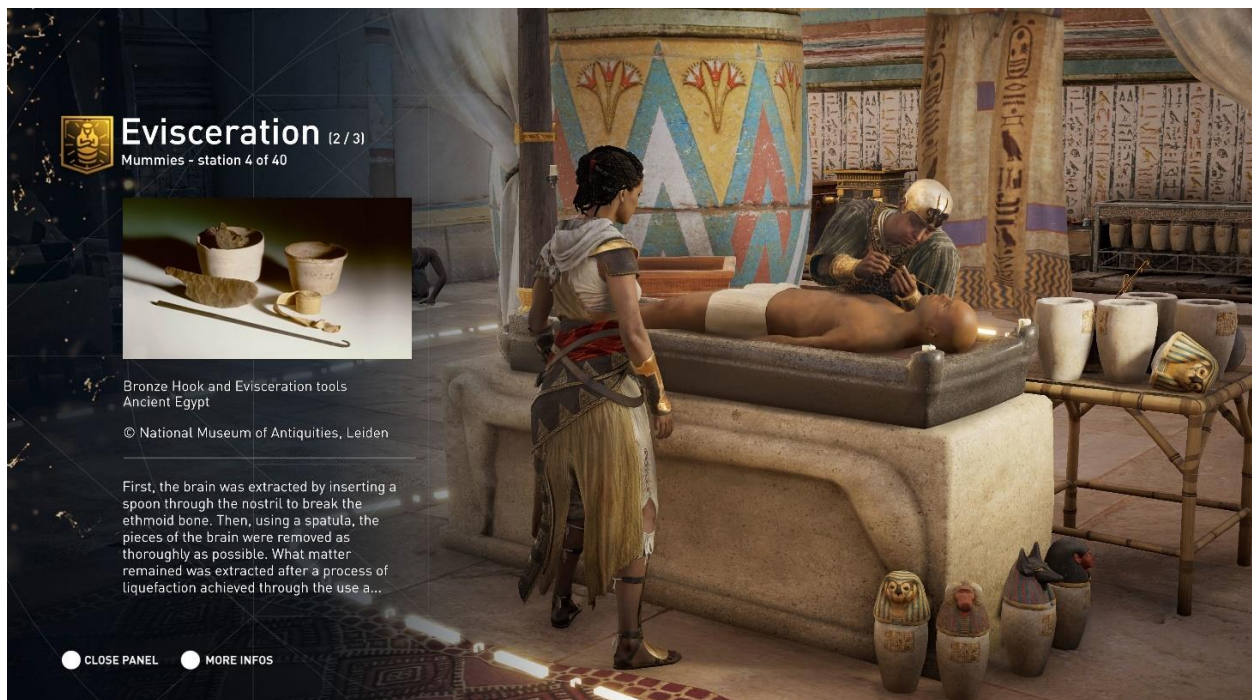 Evisceration (2 / 3)
Mummies - station 4 of 40
Bronze Hook and Evisceration tools
Ancient Egypt
© National Museum of Antiquities, Leiden
First, the brain was extracted by inserting a
spoon through the nostril to break the
ethmoid bone. Then, using a spatula, the
pieces of the brain were removed as
thoroughly as possible. What matter
remained was extracted after a process of
liquefaction achieved through the use a...
CLOSE PANEL
MORE INFOS